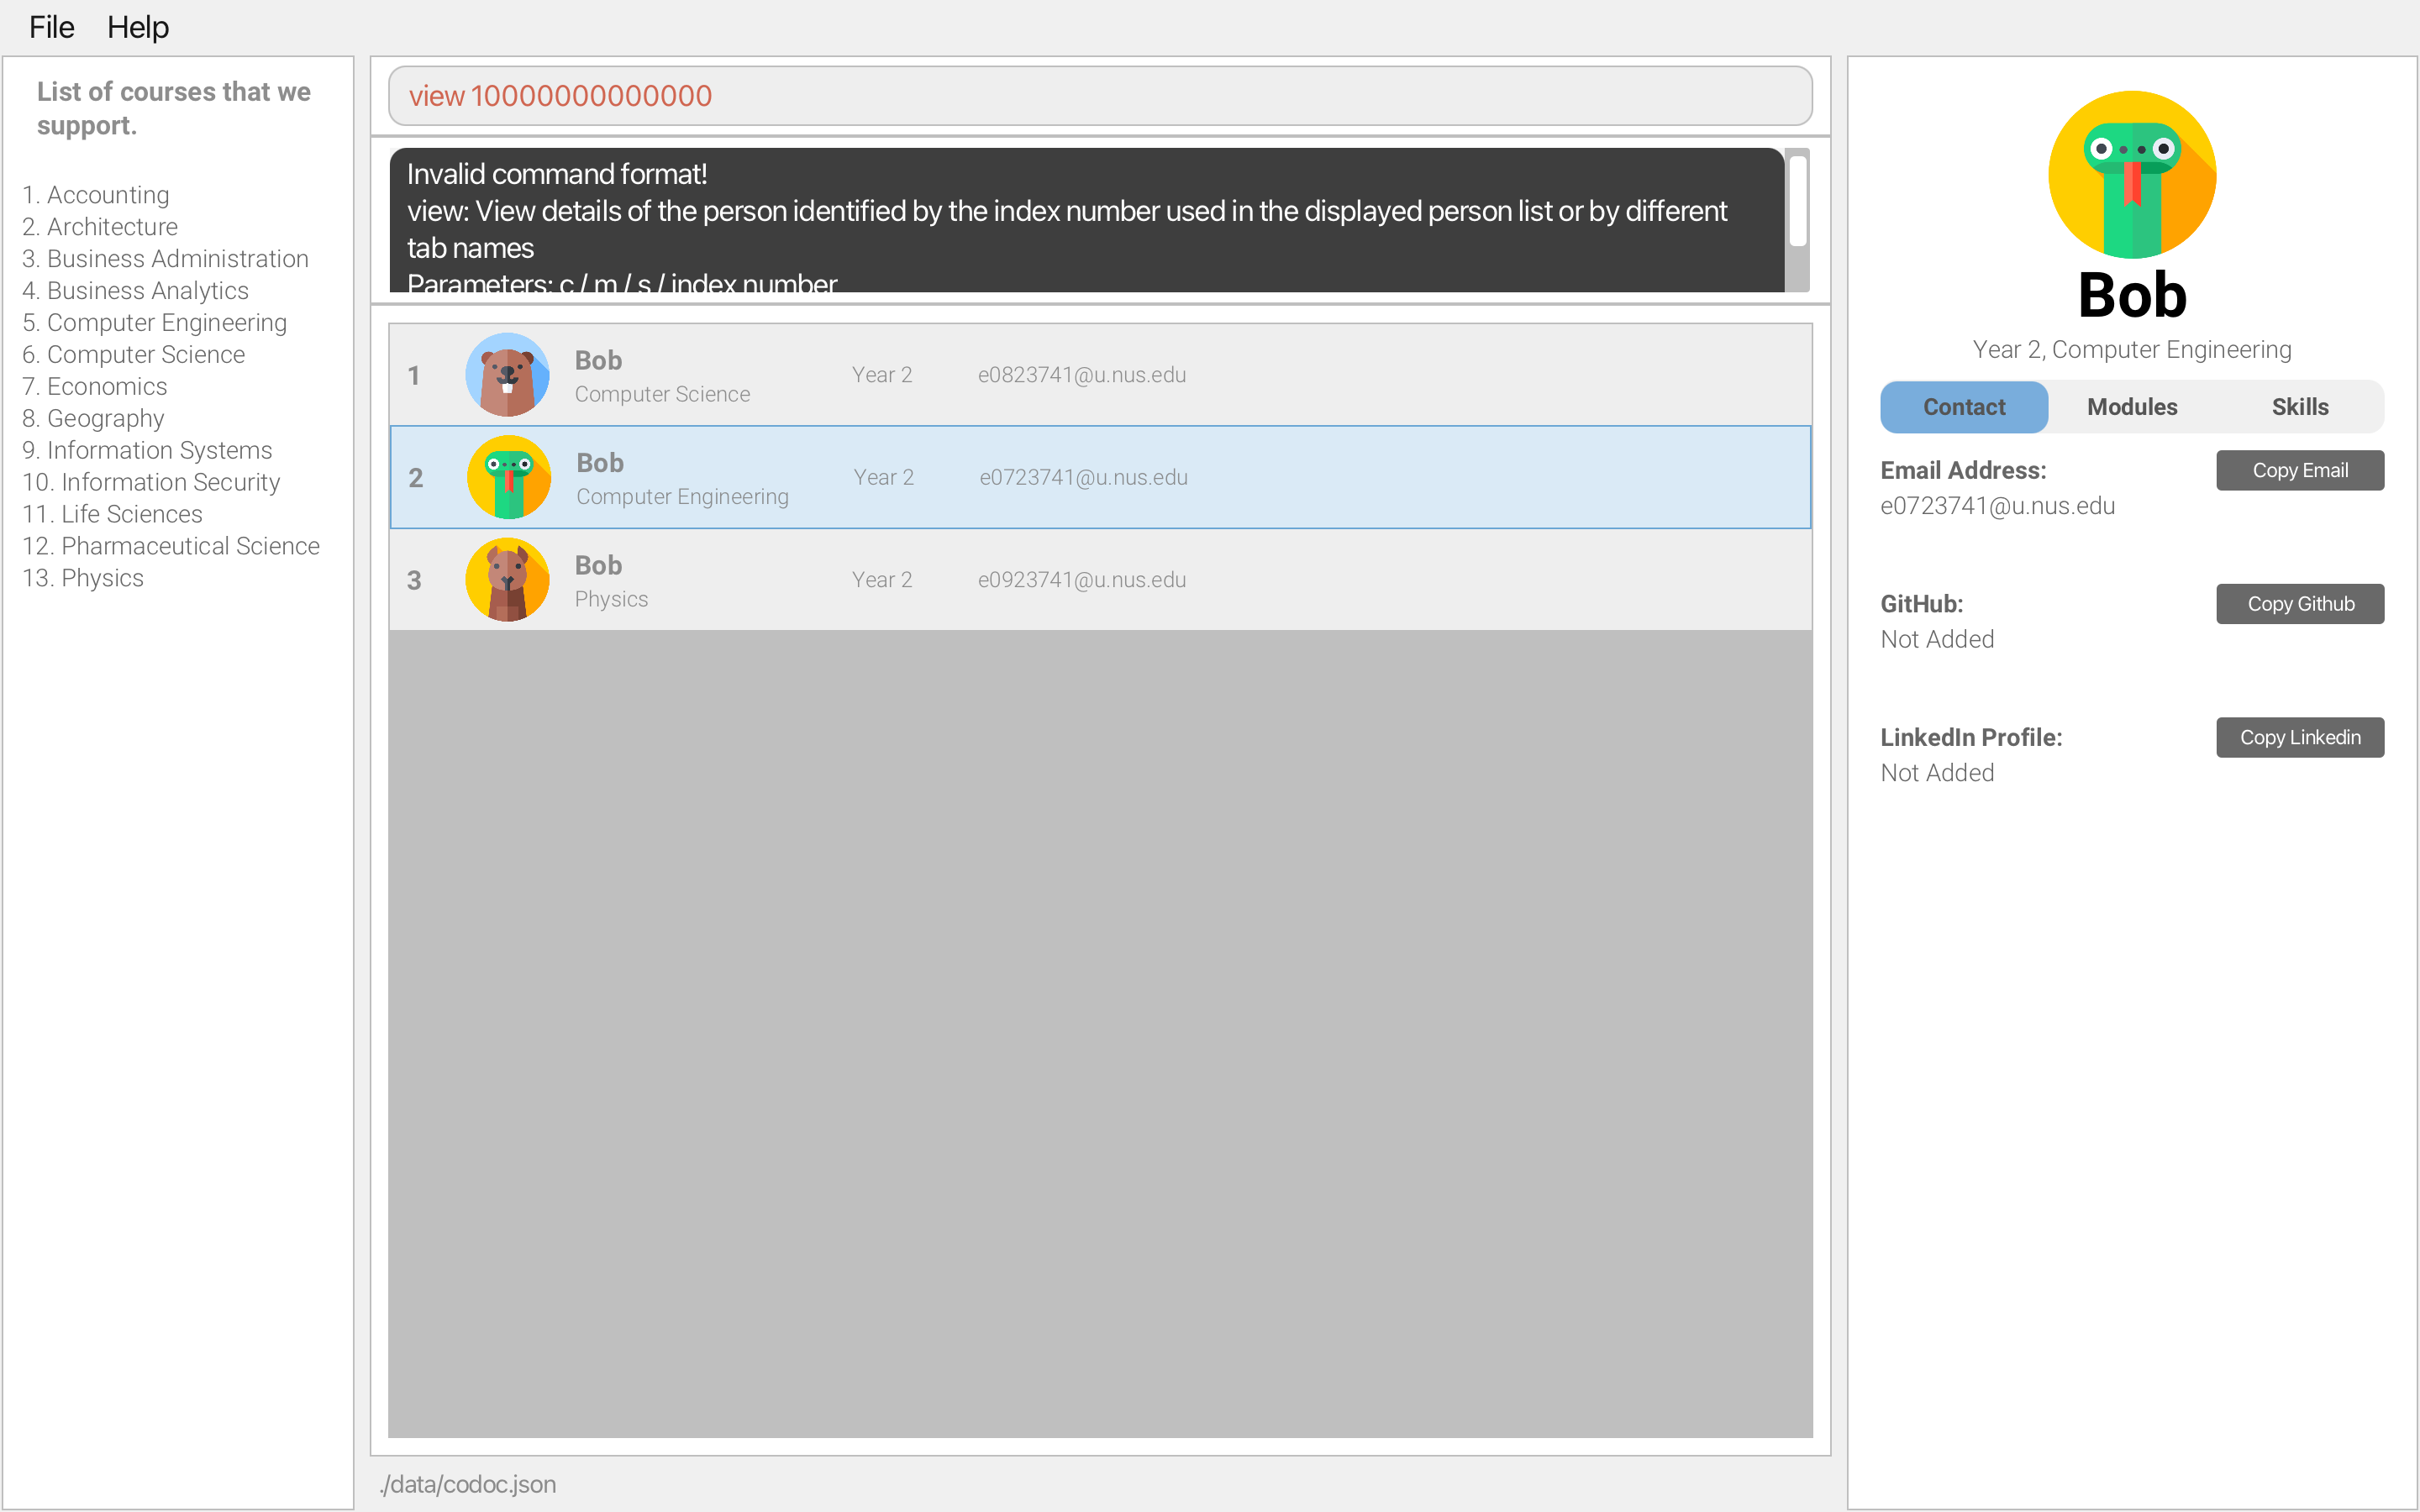 File Help
List of courses that we
support.
1. Accounting
2. Architecture
3. Business Administration
4. Business Analytics
5. Computer Engineering
6. Computer Science
7. Economics
8. Geography
9. Information Systems
10. Information Security
11. Life Sciences
12. Pharmaceutical Science
13. Physics
view 10000000000000
Invalid command format!
view: View details of the person identified by the index number used in the displayed person list or by different
tab names
Parameters: c / m / s / index number
1 Bob Year 2 e0823741@u.nus.edu
Computer Science
2 Bob Year 2 e0723741@u.nus.edu
Computer Engineering
3 Bob Year 2 e0923741@u.nus.edu
Physics
./data/codoc.json
Bob
Year 2, Computer Engineering
Contact Modules Skills
Email Address: Copy Email
e0723741@u.nus.edu
GitHub: Copy Github
Not Added
LinkedIn Profile: Copy Linkedin
Not Added